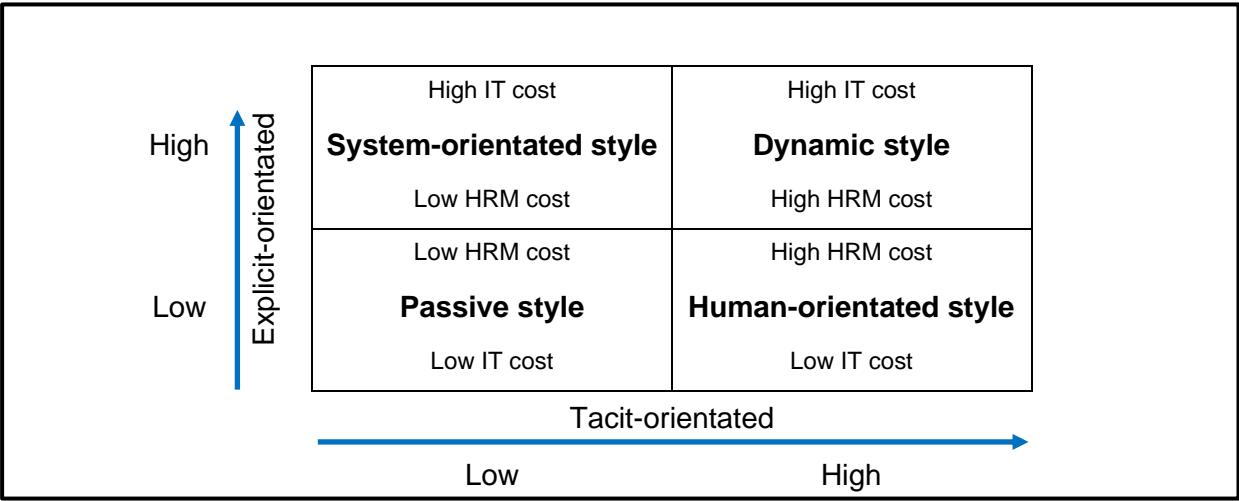 High IT cost
High IT cost
High
Explicit-orientated
System-orientated style
Dynamic style
Low HRM cost
High HRM cost
Low HRM cost
High HRM cost
Low
Passive style
Human-orientated style
Low IT cost
Low IT cost
Tacit-orientated
Low
High